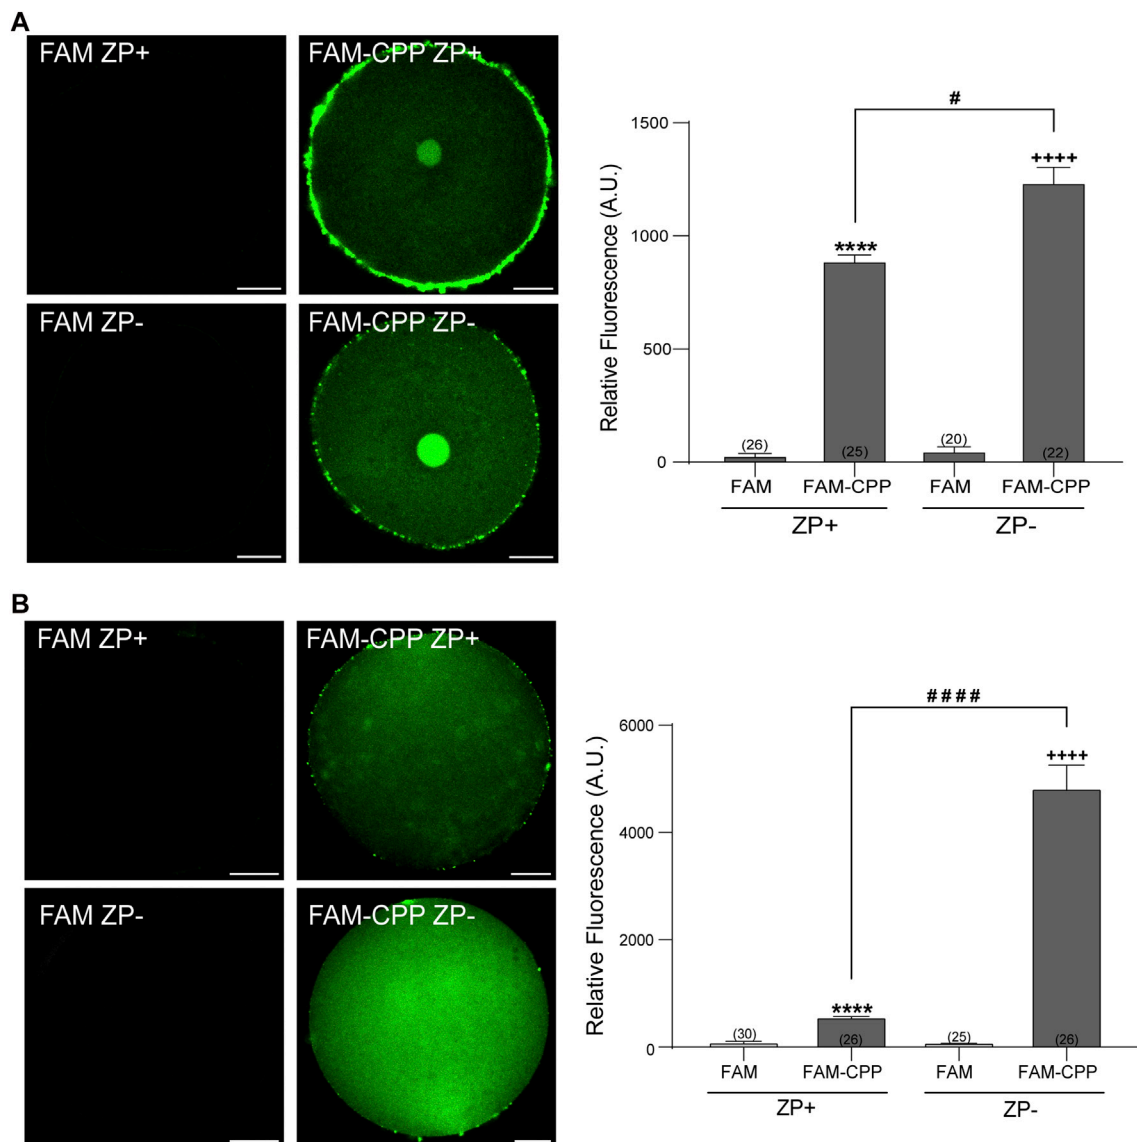 A
FAM ZP+
FAM-CPP ZP+
FAM ZP-
FAM-CPP ZP-
Relative Fluorescence (A.U.)
1500
1000
500
0
#
****
++++
(26)
(25)
(20)
(22)
FAM
FAM-CPP
FAM
FAM-CPP
ZP+
ZP-
B
FAM ZP+
FAM-CPP ZP+
FAM ZP-
FAM-CPP ZP-
Relative Fluorescence (A.U.)
6000
4000
2000
0
####
****
++++
(30)
(26)
(25)
(26)
FAM
FAM-CPP
FAM
FAM-CPP
ZP+
ZP-